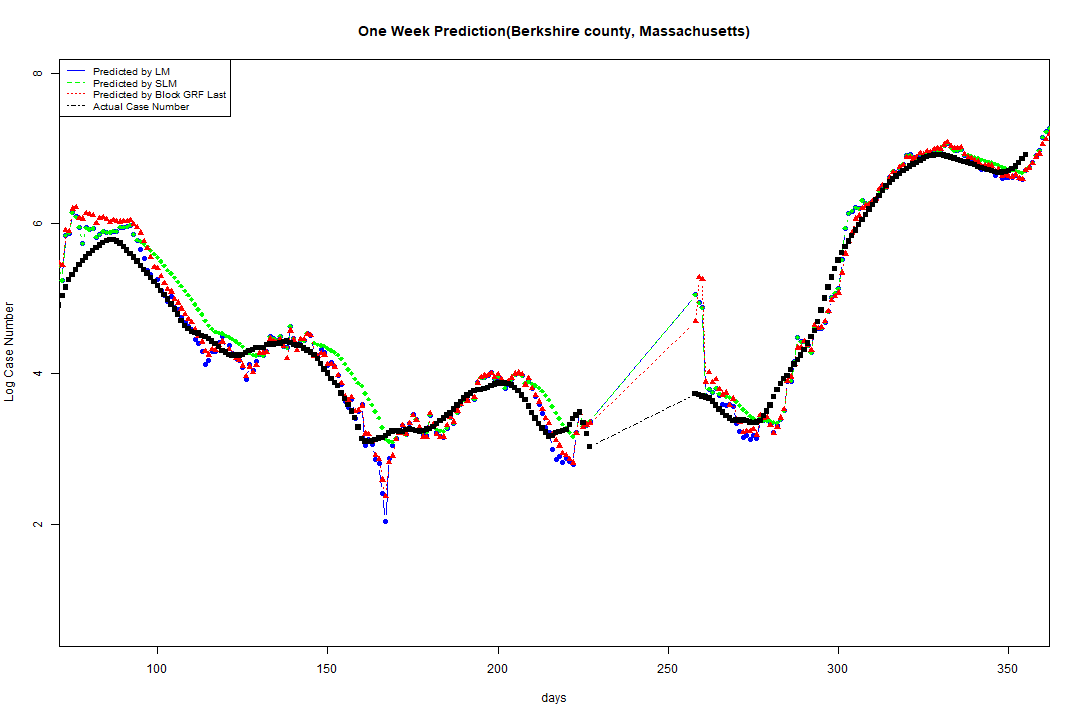 One Week Prediction(Berkshire county, Massachusetts)
Predicted by LM
Predicted by SLM
Predicted by Block GRF Last
Actual Case Number
8
6
4
2
Log Case Number
100 150 200 250 300 350
days